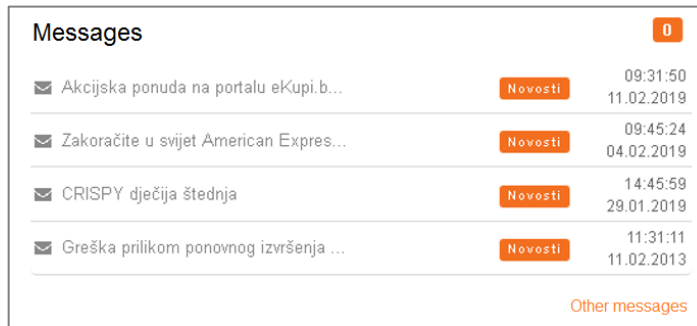 Messages 0
Akcijska ponuda na portalu eKupi.b... Novosti 09:31:50
11.02.2019
Zakoračite u svijet American Expres... Novosti 09:45:24
04.02.2019
CRISPY dječija štednja Novosti 14:45:59
29.01.2019
Greška prilikom ponovnog izvršenja ... Novosti 11:31:11
11.02.2013
Other messages